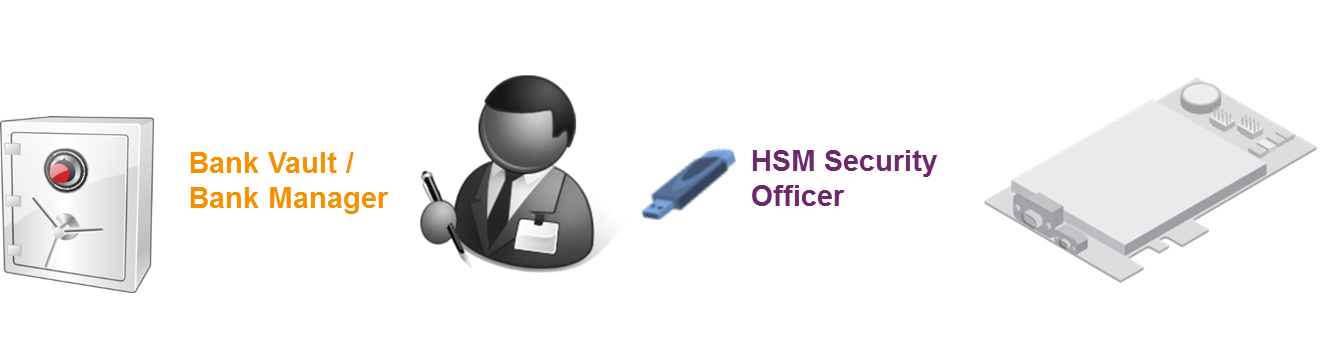 Bank Vault /
Bank Manager
HSM Security
Officer